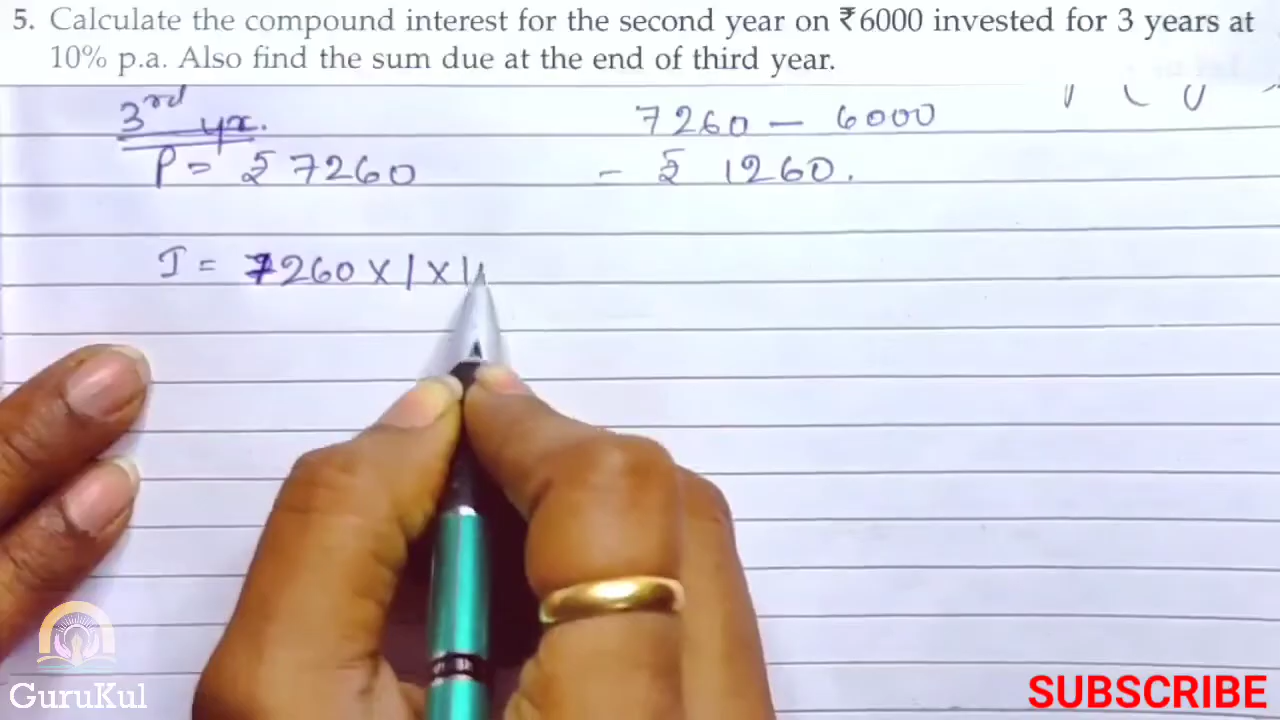 5. Calculate the compound interest for the second year on ₹6000 invested for 3 years at
10% p.a. Also find the sum due at the end of third year.
3rd yr.
P = ₹ 7260
I = 7260 × 1 × 1
7260 - 6000
- ₹ 1260.
GuruKul
SUBSCRIBE